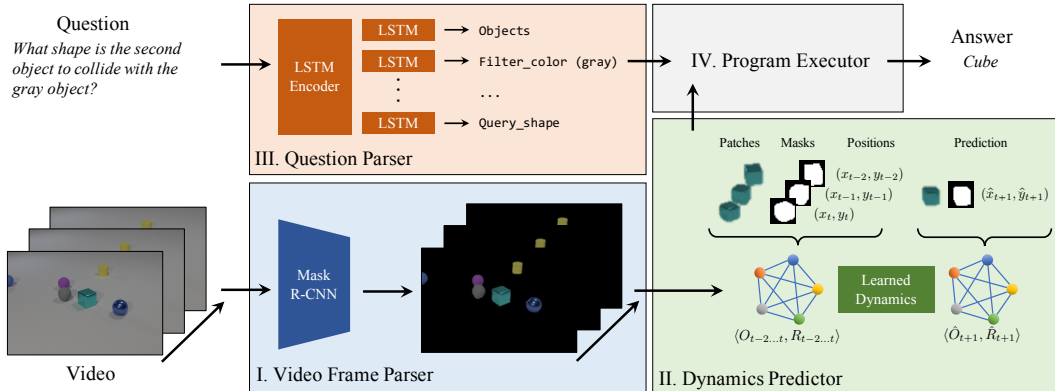 Question
What shape is the second
object to collide with the
gray object?
LSTM
Encoder
LSTM
Objects
LSTM
Filter_color (gray)
...
LSTM
Query_shape
III. Question Parser
IV. Program Executor
Answer
Cube
Video
Mask
R-CNN
I. Video Frame Parser
Patches Masks Positions Prediction
(x_{t-2}, y_{t-2})
(x_{t-1}, y_{t-1})
(x_t, y_t)
(x̂_{t+1}, ŷ_{t+1})
Learned
Dynamics
⟨O_{t-2...t}, R_{t-2...t}⟩
⟨Ô_{t+1}, R̂_{t+1}⟩
II. Dynamics Predictor